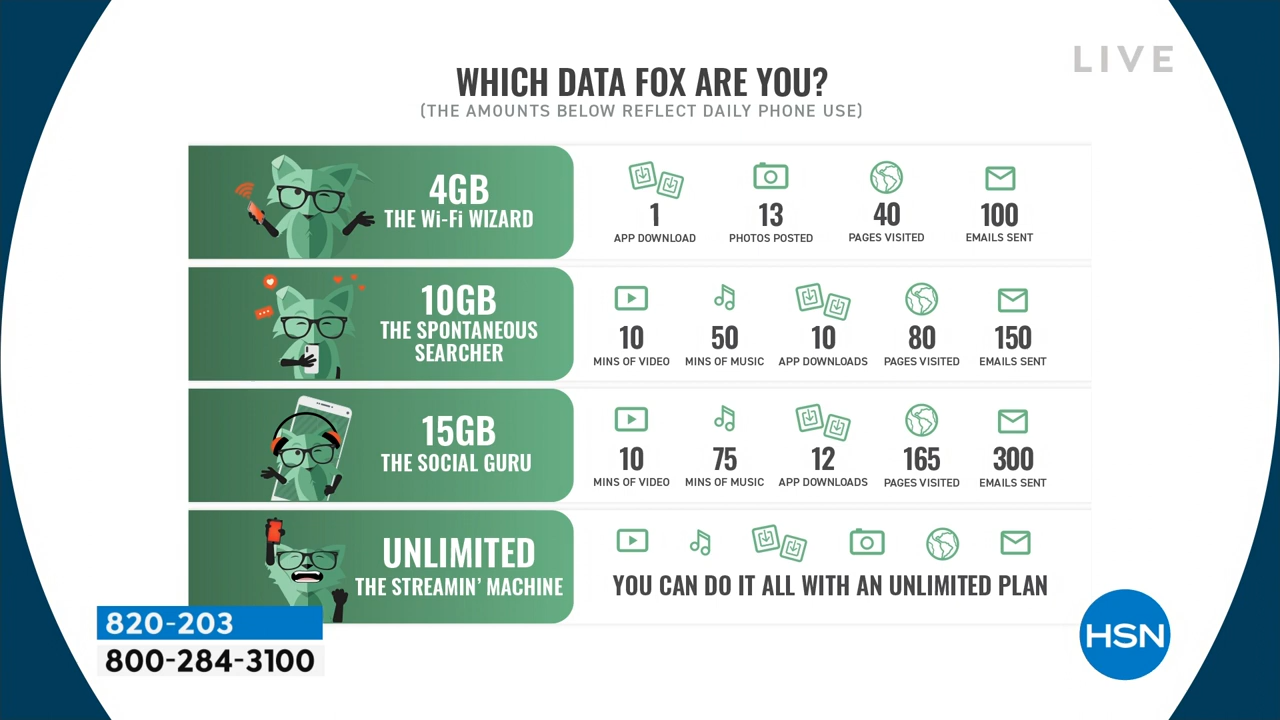 LIVE
WHICH DATA FOX ARE YOU?
(THE AMOUNTS BELOW REFLECT DAILY PHONE USE)
4GB
THE Wi-Fi WIZARD
1
APP DOWNLOAD
13
PHOTOS POSTED
40
PAGES VISITED
100
EMAILS SENT
10GB
THE SPONTANEOUS
SEARCHER
10
MINS OF VIDEO
50
MINS OF MUSIC
10
APP DOWNLOADS
80
PAGES VISITED
150
EMAILS SENT
15GB
THE SOCIAL GURU
10
MINS OF VIDEO
75
MINS OF MUSIC
12
APP DOWNLOADS
165
PAGES VISITED
300
EMAILS SENT
UNLIMITED
THE STREAMIN' MACHINE
YOU CAN DO IT ALL WITH AN UNLIMITED PLAN
820-203
800-284-3100
HSN